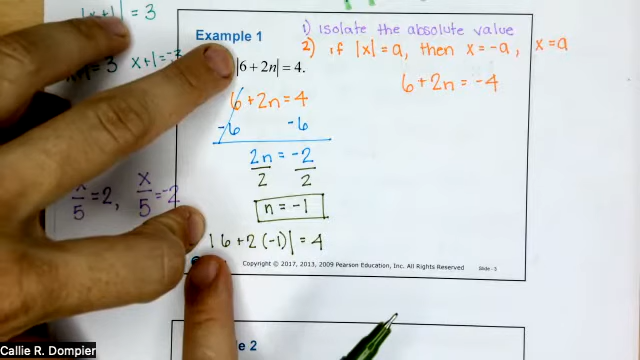 = 3
x+1=-3
= 3
x/5 = 2, x/5 = -2
Example 1
1) isolate the absolute value
2) if |x| = a, then x = -a, x = a
|6 + 2n| = 4.
6 + 2n = 4
-6 -6
2n = -2
2 2
n = -1
|6 + 2(-1)| = 4
6 + 2n = -4
Copyright © 2017, 2013, 2009 Pearson Education, Inc. All Rights Reserved
Slide - 3
2
Callie R. Dompier